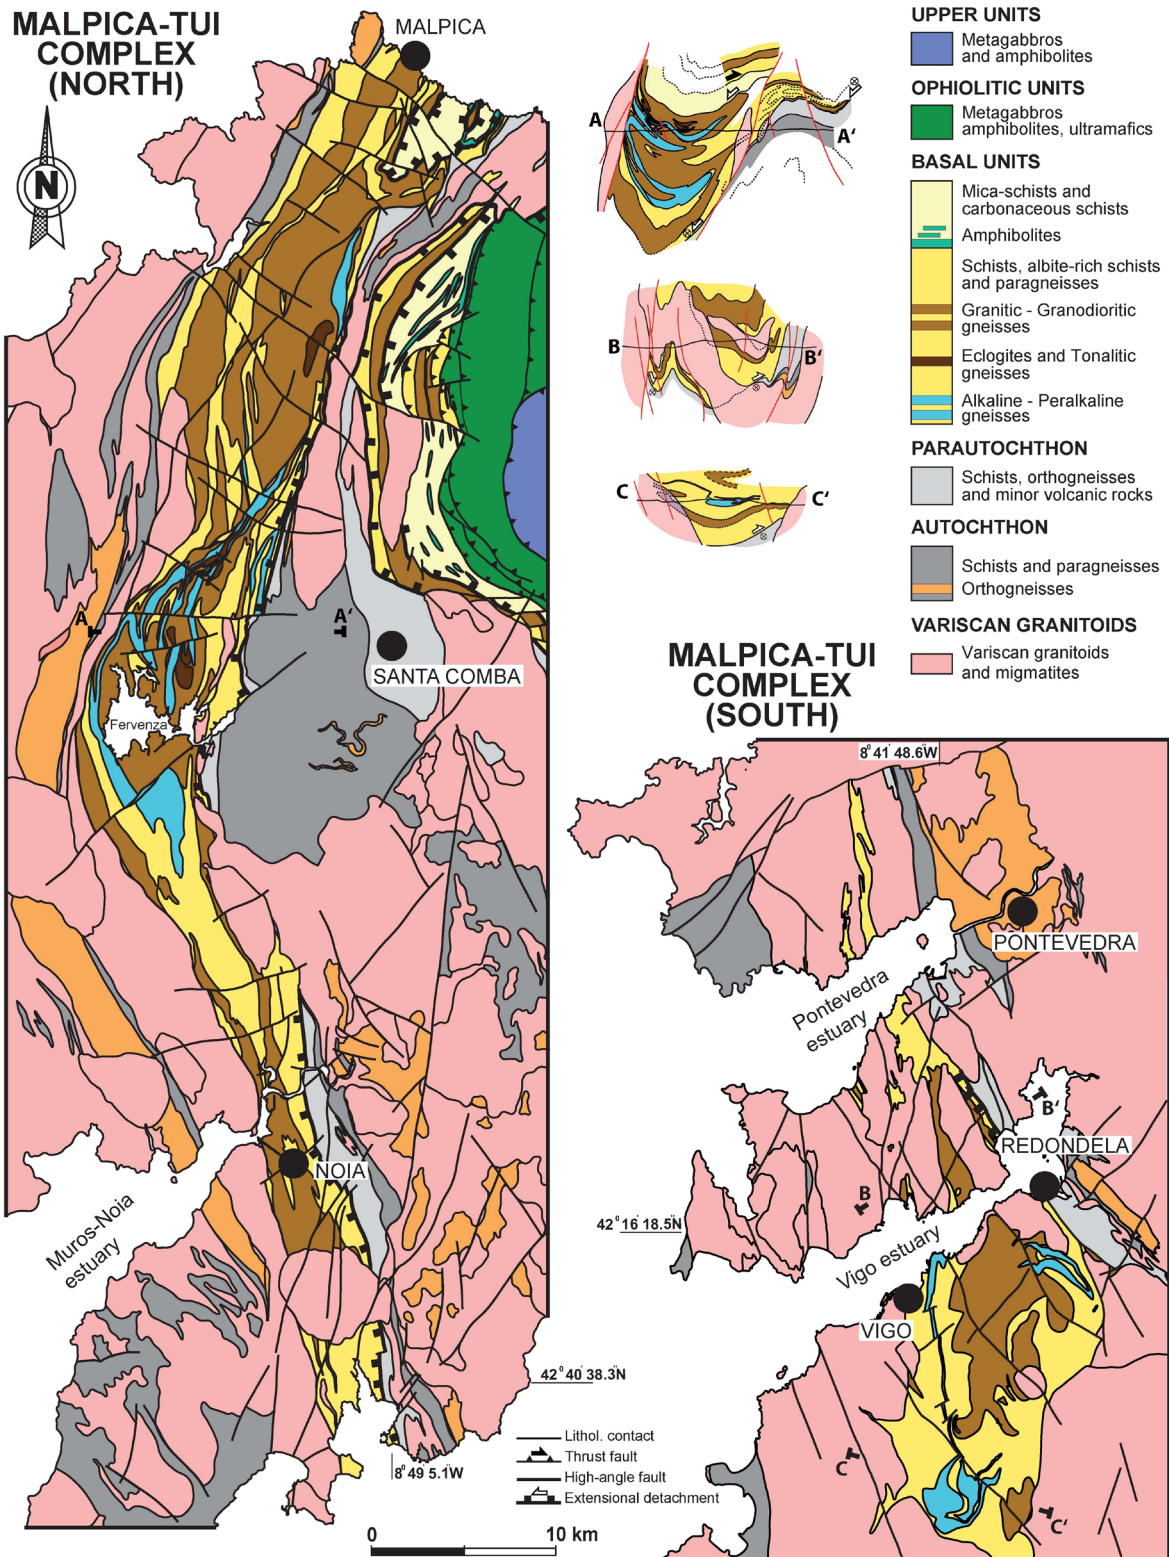 MALPICA-TUI
COMPLEX
(NORTH)
N
MALPICA
Fervenza
A
A'
SANTA COMBA
NOIA
Muros-Noia
estuary
42° 40' 38.3"N
8° 49' 5.1"W
A
A'
B
B'
C
C'
UPPER UNITS
Metagabbros
and amphibolites
OPHIOLITIC UNITS
Metagabbros
amphibolites, ultramafics
BASAL UNITS
Mica-schists and
carbonaceous schists
Amphibolites
Schists, albite-rich schists
and paragneisses
Granitic - Granodioritic
gneisses
Eclogites and Tonalitic
gneisses
Alkaline - Peralkaline
gneisses
PARAUTOCHTHON
Schists, orthogneisses
and minor volcanic rocks
AUTOCHTHON
Schists and paragneisses
Orthogneisses
VARISCAN GRANITOIDS
Variscan granitoids
and migmatites
MALPICA-TUI
COMPLEX
(SOUTH)
8° 41' 48.6"W
PONTEVEDRA
Pontevedra
estuary
B'
REDONDELA
B
42° 16' 18.5"N
Vigo estuary
VIGO
C
C'
Lithol. contact
Thrust fault
High-angle fault
Extensional detachment
0 10 km